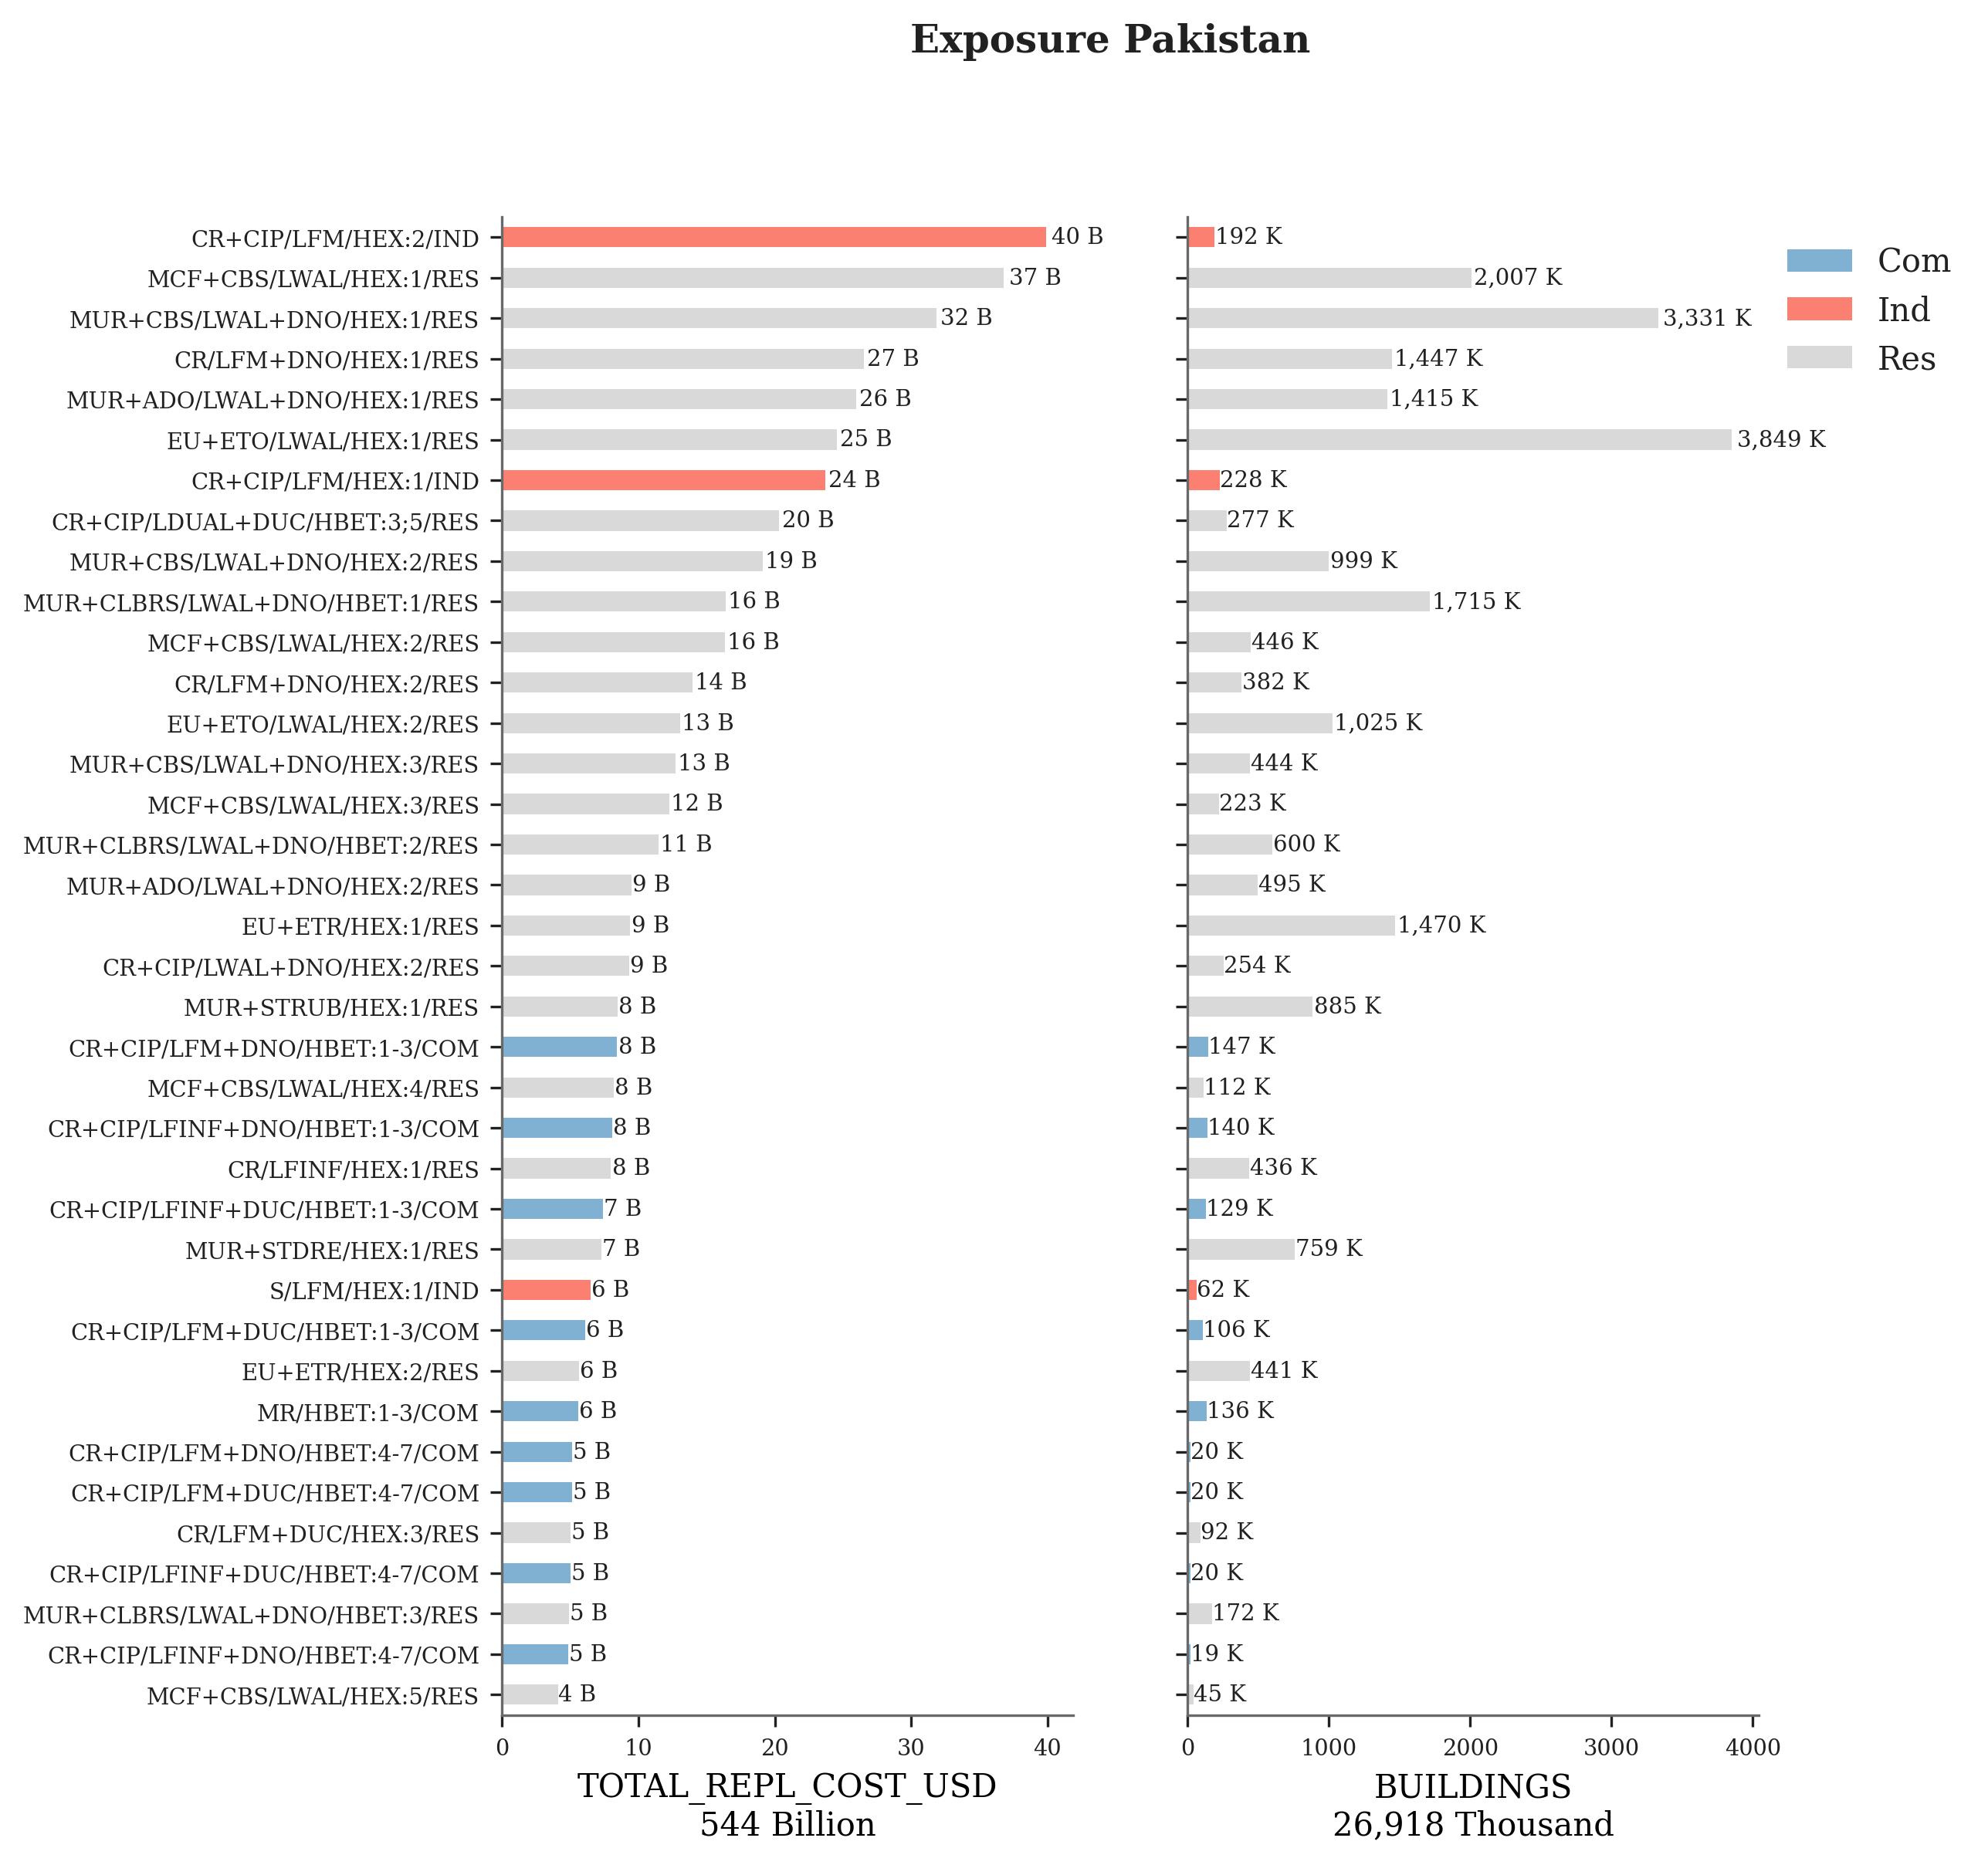 Exposure Pakistan
CR+CIP/LFM/HEX:2/IND 40 B 192 K
MCF+CBS/LWAL/HEX:1/RES 37 B 2,007 K
MUR+CBS/LWAL+DNO/HEX:1/RES 32 B 3,331 K
CR/LFM+DNO/HEX:1/RES 27 B 1,447 K
MUR+ADO/LWAL+DNO/HEX:1/RES 26 B 1,415 K
EU+ETO/LWAL/HEX:1/RES 25 B 3,849 K
CR+CIP/LFM/HEX:1/IND 24 B 228 K
CR+CIP/LDUAL+DUC/HBET:3;5/RES 20 B 277 K
MUR+CBS/LWAL+DNO/HEX:2/RES 19 B 999 K
MUR+CLBRS/LWAL+DNO/HBET:1/RES 16 B 1,715 K
MCF+CBS/LWAL/HEX:2/RES 16 B 446 K
CR/LFM+DNO/HEX:2/RES 14 B 382 K
EU+ETO/LWAL/HEX:2/RES 13 B 1,025 K
MUR+CBS/LWAL+DNO/HEX:3/RES 13 B 444 K
MCF+CBS/LWAL/HEX:3/RES 12 B 223 K
MUR+CLBRS/LWAL+DNO/HBET:2/RES 11 B 600 K
MUR+ADO/LWAL+DNO/HEX:2/RES 9 B 495 K
EU+ETR/HEX:1/RES 9 B 1,470 K
CR+CIP/LWAL+DNO/HEX:2/RES 9 B 254 K
MUR+STRUB/HEX:1/RES 8 B 885 K
CR+CIP/LFM+DNO/HBET:1-3/COM 8 B 147 K
MCF+CBS/LWAL/HEX:4/RES 8 B 112 K
CR+CIP/LFINF+DNO/HBET:1-3/COM 8 B 140 K
CR/LFINF/HEX:1/RES 8 B 436 K
CR+CIP/LFINF+DUC/HBET:1-3/COM 7 B 129 K
MUR+STDRE/HEX:1/RES 7 B 759 K
S/LFM/HEX:1/IND 6 B 62 K
CR+CIP/LFM+DUC/HBET:1-3/COM 6 B 106 K
EU+ETR/HEX:2/RES 6 B 441 K
MR/HBET:1-3/COM 6 B 136 K
CR+CIP/LFM+DNO/HBET:4-7/COM 5 B 20 K
CR+CIP/LFM+DUC/HBET:4-7/COM 5 B 20 K
CR/LFM+DUC/HEX:3/RES 5 B 92 K
CR+CIP/LFINF+DUC/HBET:4-7/COM 5 B 20 K
MUR+CLBRS/LWAL+DNO/HBET:3/RES 5 B 172 K
CR+CIP/LFINF+DNO/HBET:4-7/COM 5 B 19 K
MCF+CBS/LWAL/HEX:5/RES 4 B 45 K
0 10 20 30 40
TOTAL_REPL_COST_USD
544 Billion
0 1000 2000 3000 4000
BUILDINGS
26,918 Thousand
Com
Ind
Res